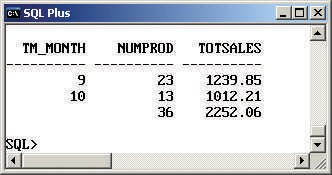 SQL Plus
TM_MONTH NUMPROD TOTSALES
---------- ---------- ----------
9 23 1239.85
10 13 1012.21
36 2252.06
SQL>